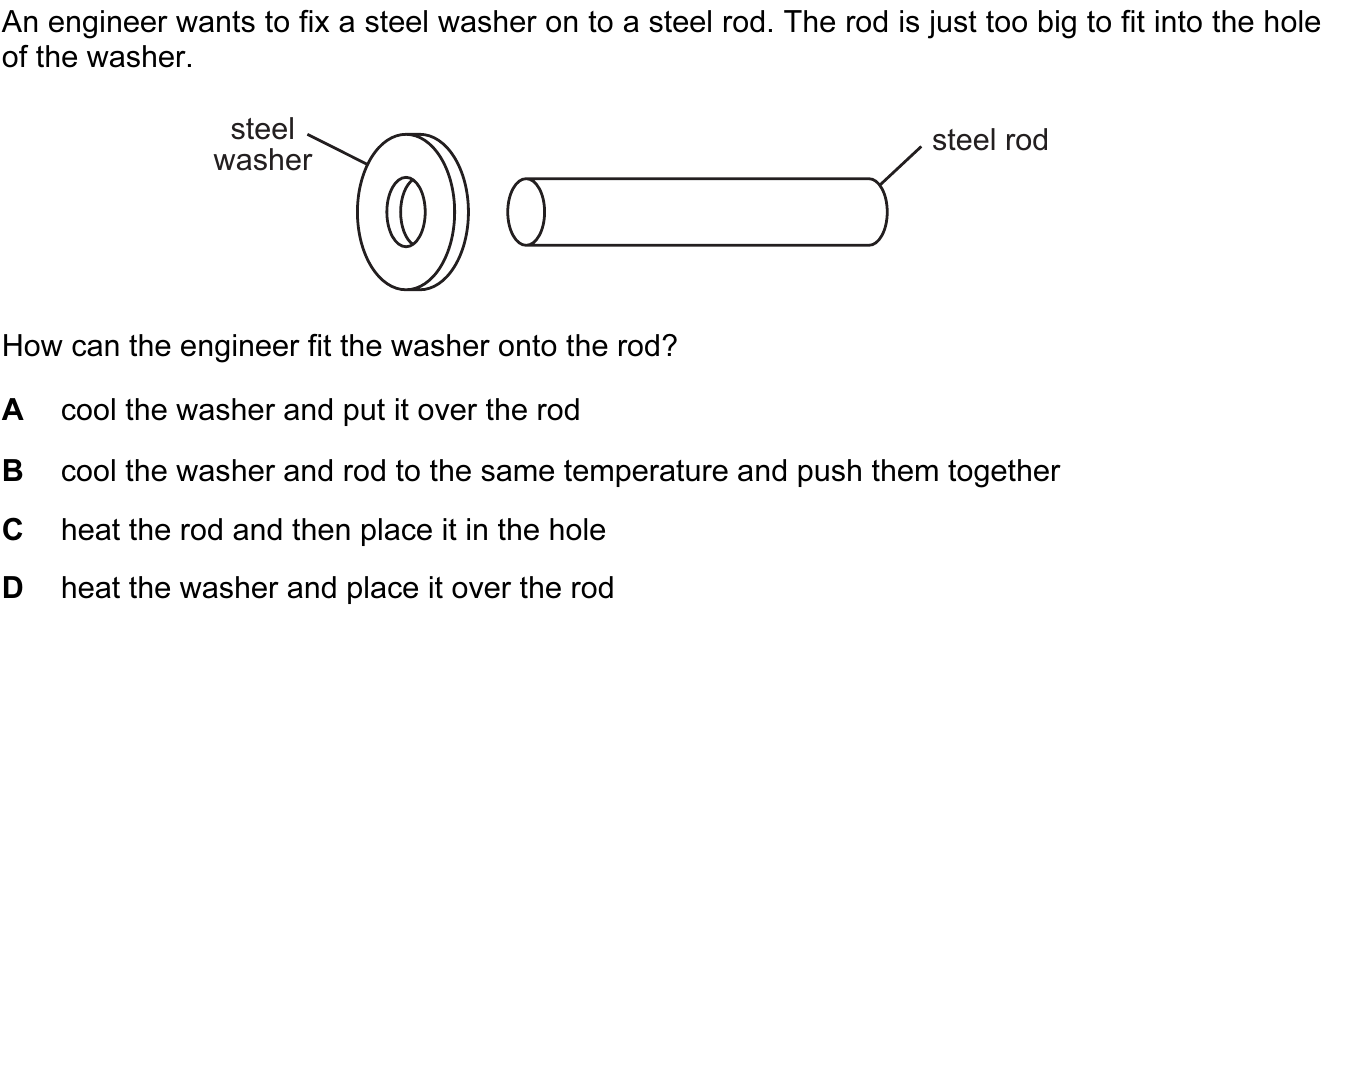 An engineer wants to fix a steel washer on to a steel rod. The rod is just too big to fit into the hole
of the washer.
steel
washer
steel rod
How can the engineer fit the washer onto the rod?
A cool the washer and put it over the rod
B cool the washer and rod to the same temperature and push them together
C heat the rod and then place it in the hole
D heat the washer and place it over the rod